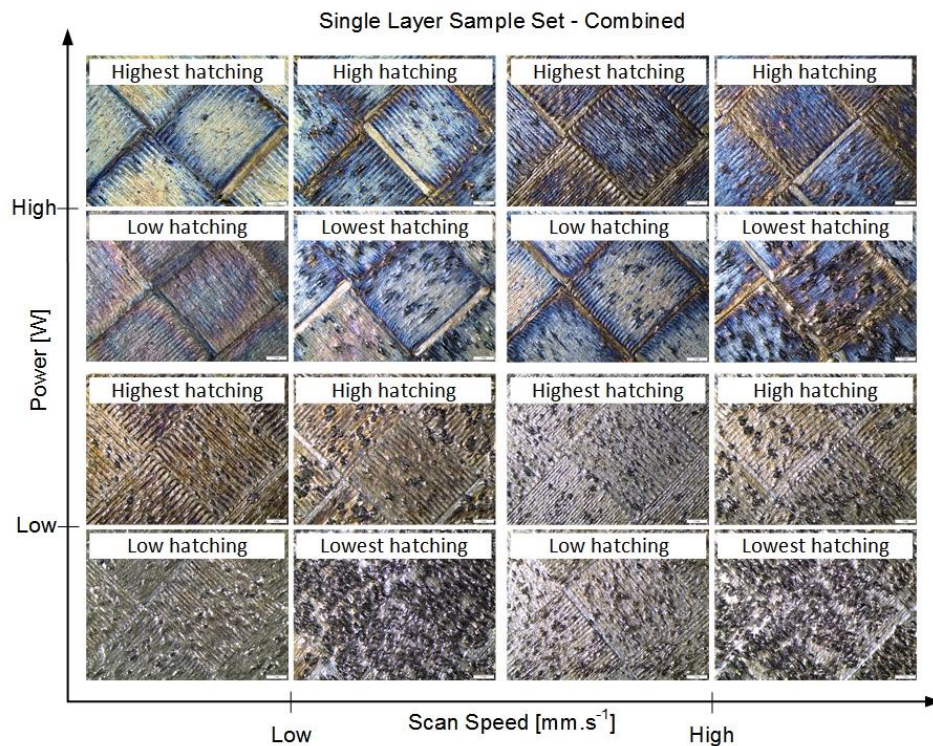 Single Layer Sample Set - Combined
Highest hatching
High hatching
Highest hatching
High hatching
High
Low hatching
Lowest hatching
Low hatching
Lowest hatching
Power [W]
Highest hatching
High hatching
Highest hatching
High hatching
Low
Low hatching
Lowest hatching
Low hatching
Lowest hatching
Low
Scan Speed [mm.s⁻¹]
High